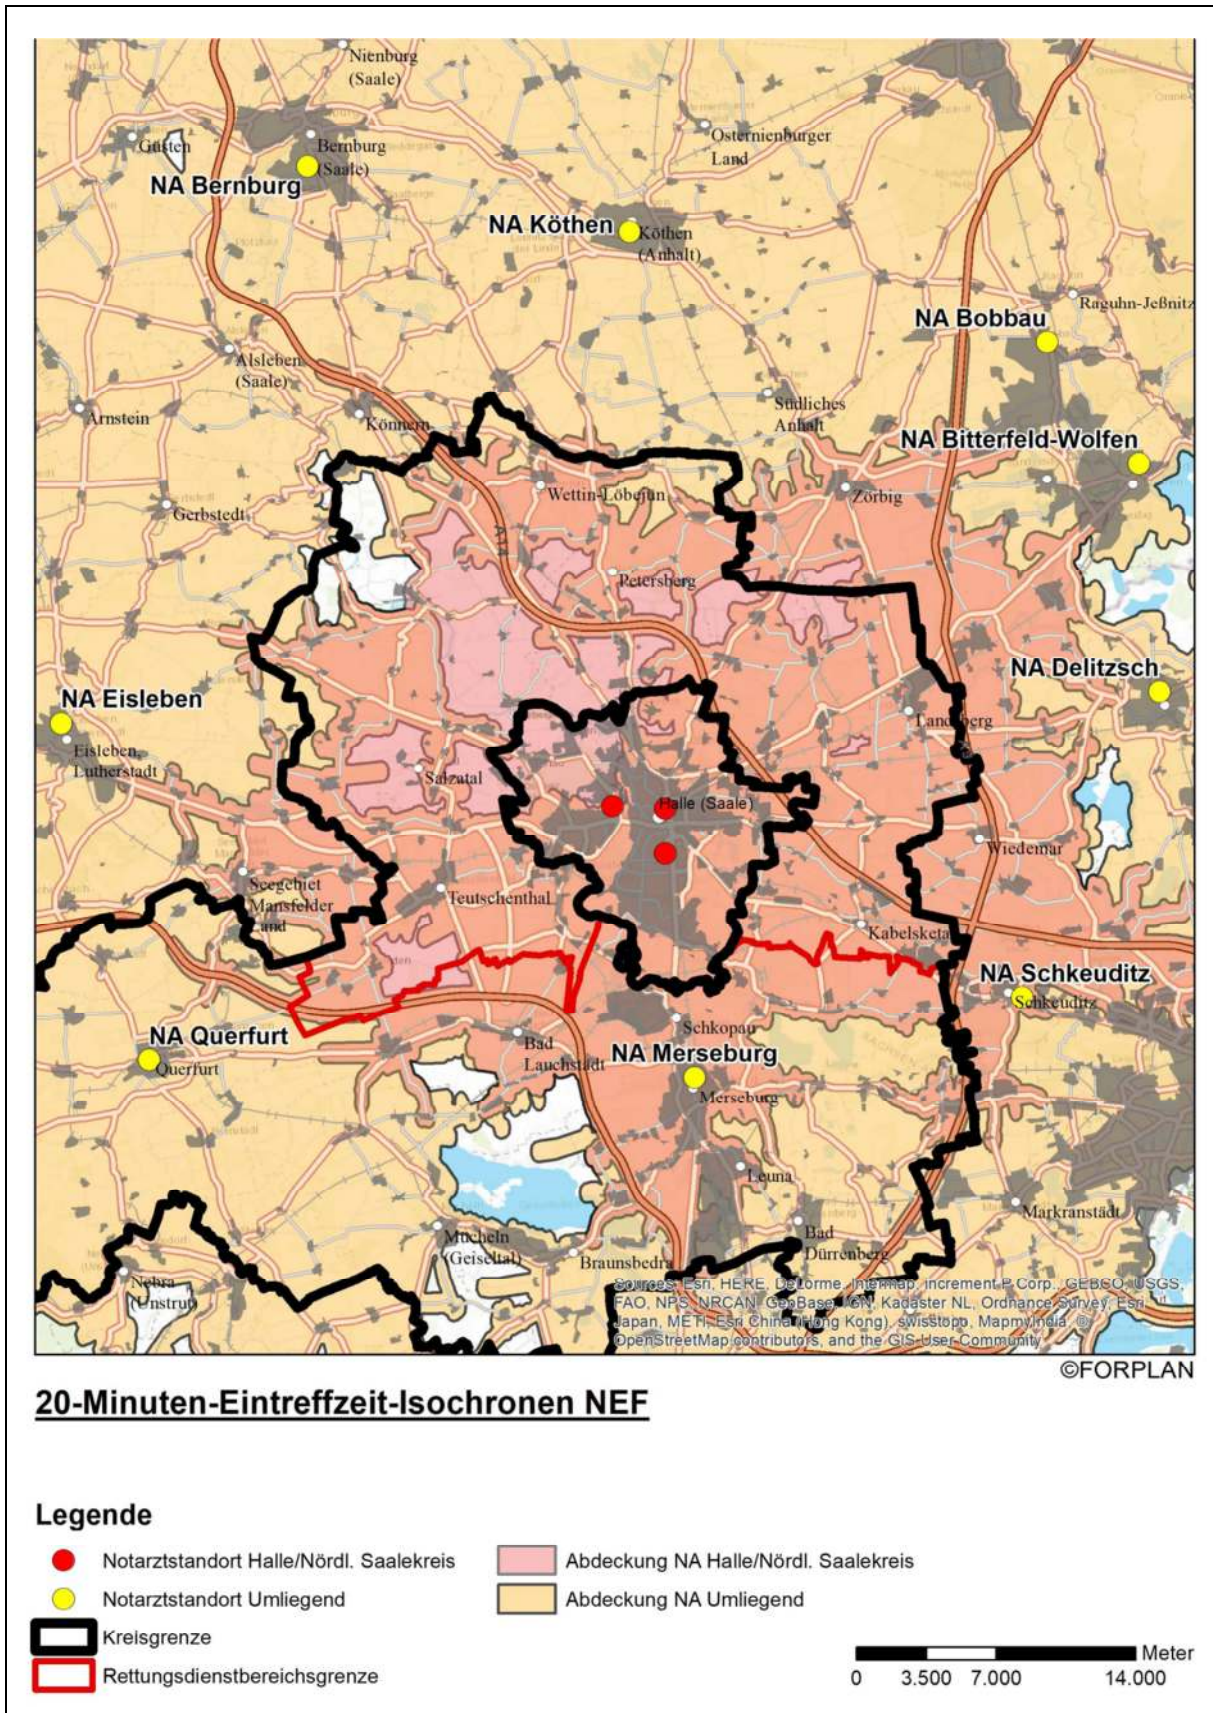 Nienburg
(Saale)
Güsten
Bernburg
(Saale)
NA Bernburg
Osternienburger
Land
NA Köthen
Köthen
(Anhalt)
Raguhn-Jeßnitz
NA Bobbau
Alsleben
(Saale)
Arnstein
Könnern
Südliches
Anhalt
NA Bitterfeld-Wolfen
Wettin-Löbejün
Zörbig
Gerbstedt
A14
Petersberg
NA Delitzsch
NA Eisleben
Landsberg
Eisleben,
Lutherstadt
Salzatal
Halle (Saale)
Wiedemar
Seegebiet
Mansfelder
Land
Teutschenthal
Kabelsketa
NA Schkeuditz
Schkeuditz
NA Querfurt
Querfurt
Schkopau
Bad
Lauchstädt
NA Merseburg
Merseburg
Leuna
Markranstädt
Mücheln
(Geiseltal)
Bad
Dürrenberg
Braunsbedra
Nebra
(Unstrut)
Sources: Esri, HERE, DeLorme, Intermap, increment P Corp., GEBCO, USGS,
FAO, NPS, NRCAN, GeoBase, IGN, Kadaster NL, Ordnance Survey, Esri
Japan, METI, Esri China (Hong Kong), swisstopo, MapmyIndia, ©
OpenStreetMap contributors, and the GIS User Community
©FORPLAN
20-Minuten-Eintreffzeit-Isochronen NEF
Legende
Notarztstandort Halle/Nördl. Saalekreis
Abdeckung NA Halle/Nördl. Saalekreis
Notarztstandort Umliegend
Abdeckung NA Umliegend
Kreisgrenze
Rettungsdienstbereichsgrenze
Meter
0 3.500 7.000 14.000